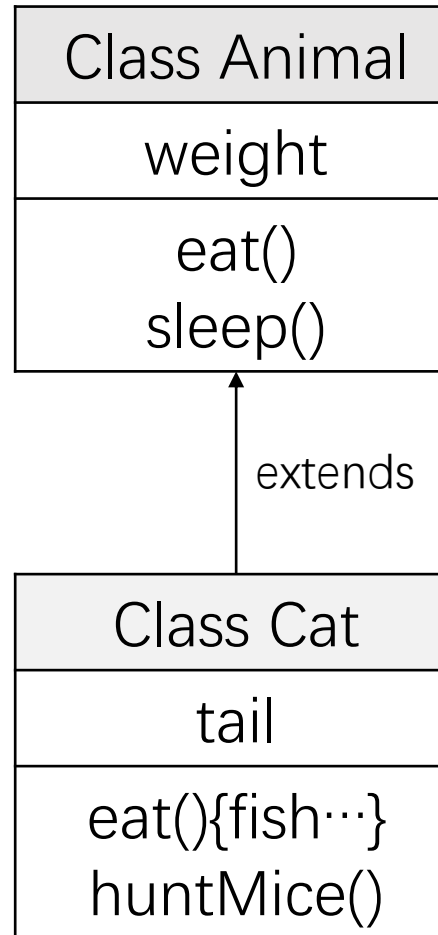 Class Animal
weight
eat()
sleep()
extends
Class Cat
tail
eat(){fish⋯}
huntMice()